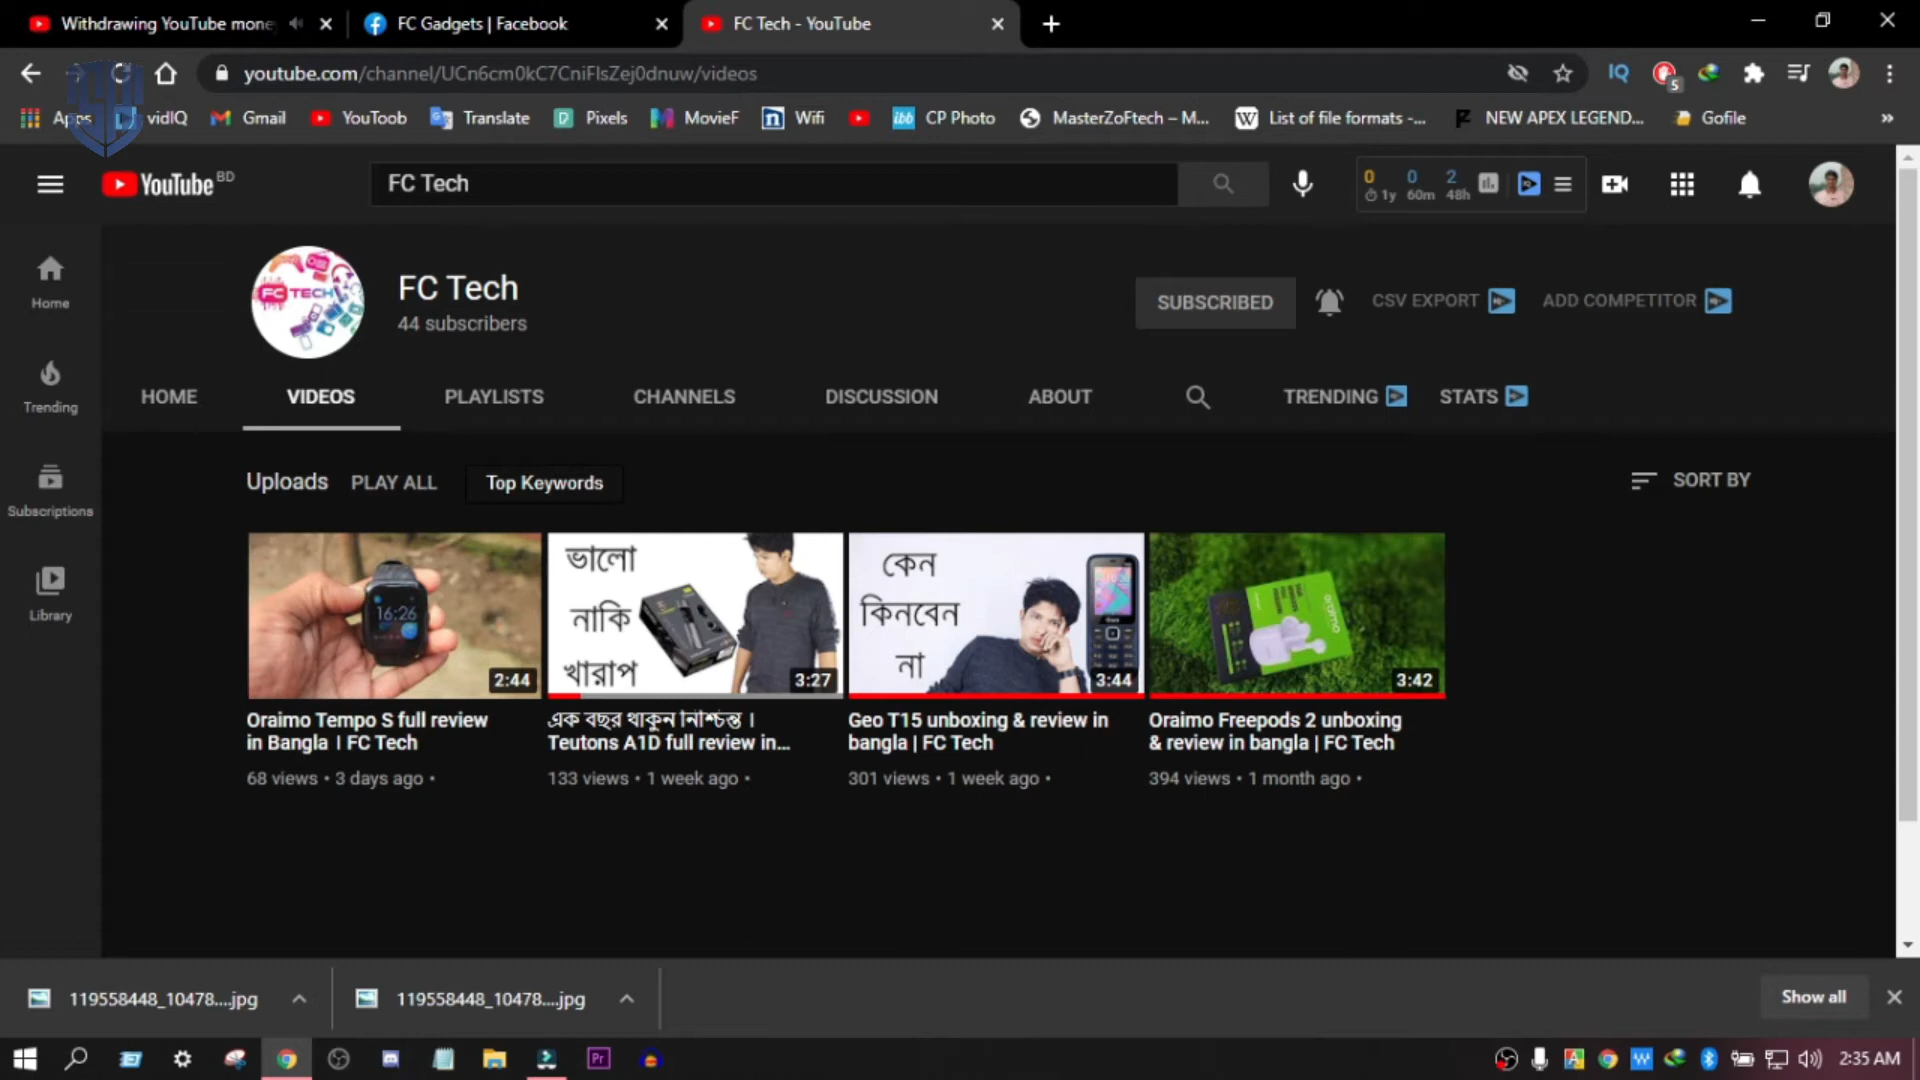 Withdrawing YouTube mone
FC Gadgets | Facebook
FC Tech - YouTube
youtube.com/channel/UCn6cm0kC7CniFlsZej0dnuw/videos
IQ
5
Apps
vidIQ
Gmail
YouToob
Translate
Pixels
MovieF
Wifi
ibb CP Photo
MasterZoFtech – M...
W List of file formats -...
NEW APEX LEGEND...
Gofile
»
YouTube BD
FC Tech
0 0 2
1y 60m 48h
FC TECH
FC Tech
44 subscribers
SUBSCRIBED
CSV EXPORT
ADD COMPETITOR
Home
Trending
Subscriptions
Library
HOME
VIDEOS
PLAYLISTS
CHANNELS
DISCUSSION
ABOUT
TRENDING
STATS
Uploads
PLAY ALL
Top Keywords
SORT BY
16:26
2:44
ভালো
নাকি
খারাপ
3:27
কেন
কিনবেন
না
3:44
oraimo
3:42
Oraimo Tempo S full review
in Bangla । FC Tech
68 views • 3 days ago •
এক বছর থাকুন নিশ্চিন্ত ।
Teutons A1D full review in...
133 views • 1 week ago •
Geo T15 unboxing & review in
bangla | FC Tech
301 views • 1 week ago •
Oraimo Freepods 2 unboxing
& review in bangla | FC Tech
394 views • 1 month ago •
119558448_10478....jpg
119558448_10478....jpg
Show all
Pr
2:35 AM